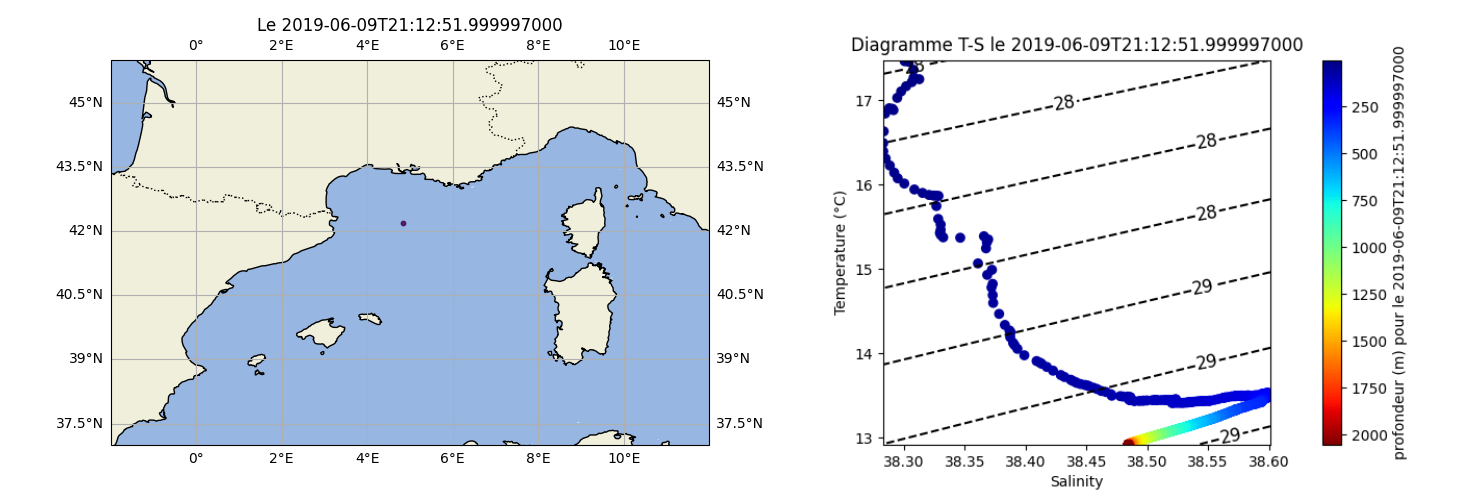 Le 2019-06-09T21:12:51.999997000
0° 2°E 4°E 6°E 8°E 10°E
45°N 45°N
43.5°N 43.5°N
42°N 42°N
40.5°N 40.5°N
39°N 39°N
37.5°N 37.5°N
0° 2°E 4°E 6°E 8°E 10°E
Diagramme T-S le 2019-06-09T21:12:51.999997000
28
28
28
28
29
29
29
17
16
15
14
13
Temperature (°C)
38.30 38.35 38.40 38.45 38.50 38.55 38.60
Salinity
250
500
750
1000
1250
1500
1750
2000
profondeur (m) pour le 2019-06-09T21:12:51.999997000